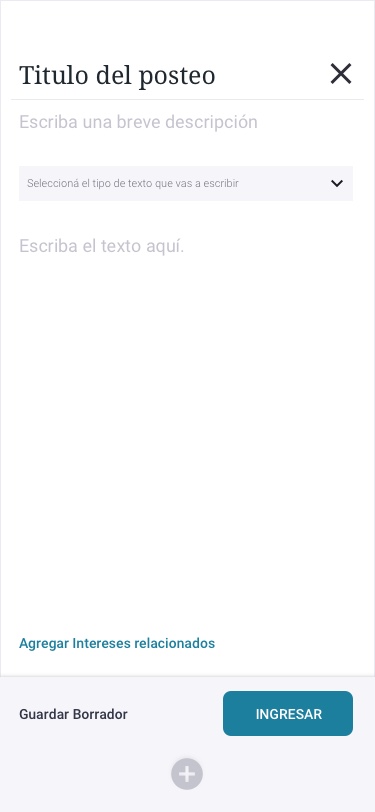 Titulo del posteo
Escriba una breve descripción
Seleccioná el tipo de texto que vas a escribir
Escriba el texto aquí.
Agregar Intereses relacionados
Guardar Borrador
INGRESAR